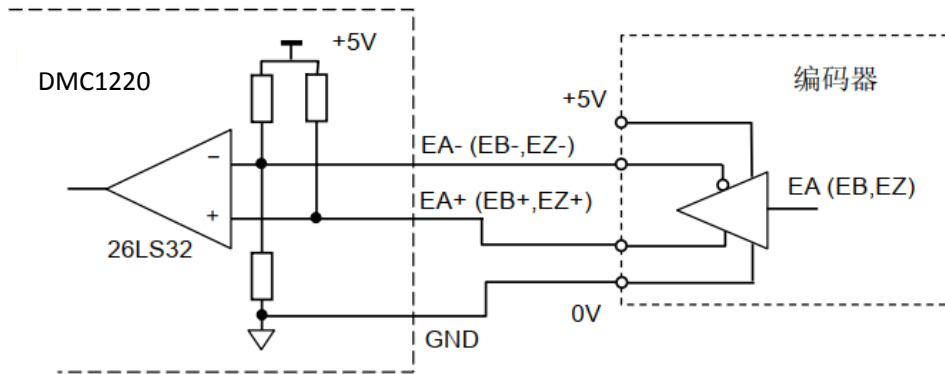 +5V
DMC1220
编码器
+5V
−
EA- (EB-,EZ-)
EA (EB,EZ)
+
EA+ (EB+,EZ+)
26LS32
0V
GND